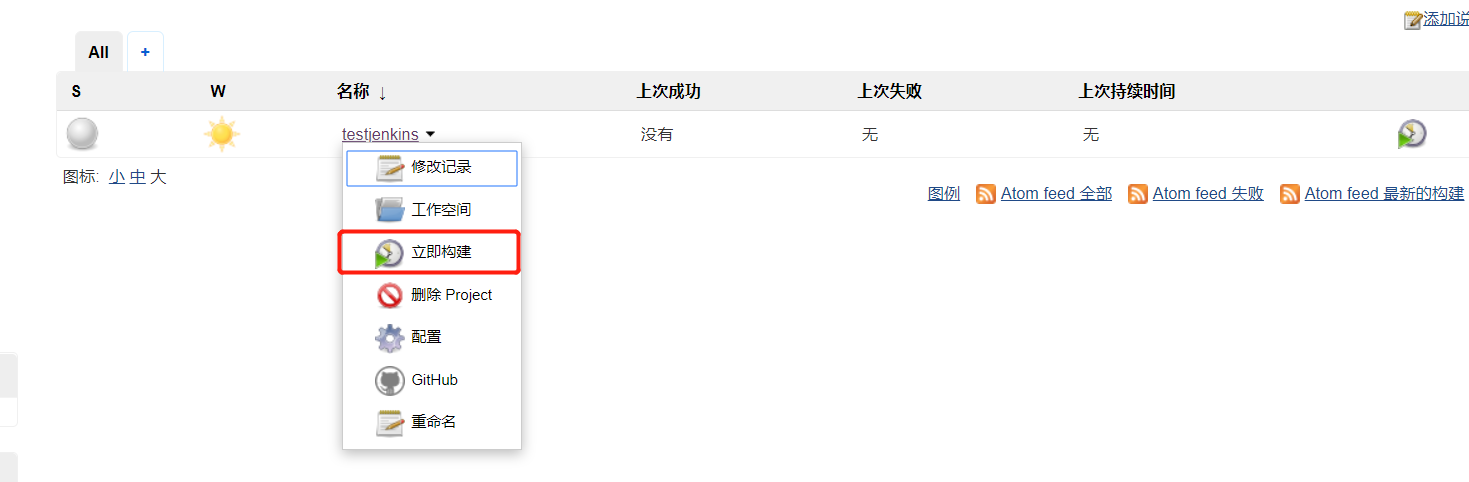 添加说
All +
S W 名称 ↓ 上次成功 上次失败 上次持续时间
testjenkins 没有 无 无
修改记录
工作空间
立即构建
删除 Project
配置
GitHub
重命名
图标: 小 中 大
图例 Atom feed 全部 Atom feed 失败 Atom feed 最新的构建